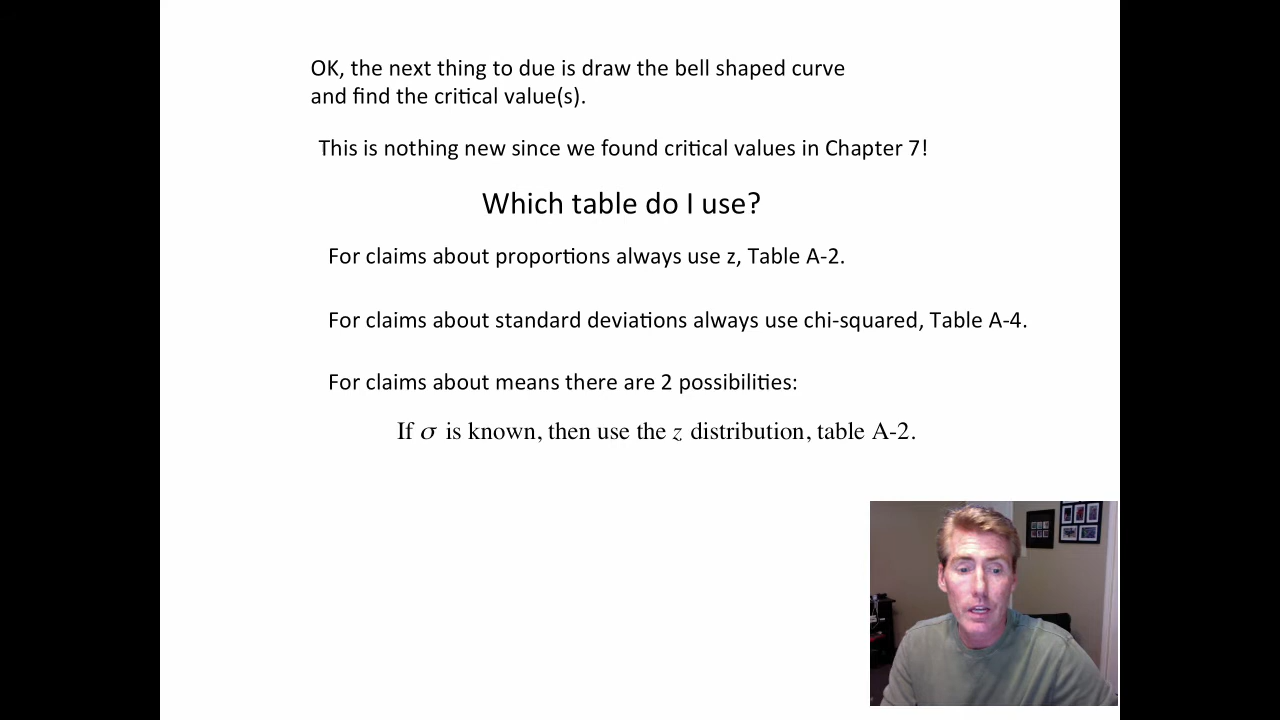 OK, the next thing to due is draw the bell shaped curve
and find the critical value(s).
This is nothing new since we found critical values in Chapter 7!
Which table do I use?
For claims about proportions always use z, Table A-2.
For claims about standard deviations always use chi-squared, Table A-4.
For claims about means there are 2 possibilities:
If σ is known, then use the z distribution, table A-2.